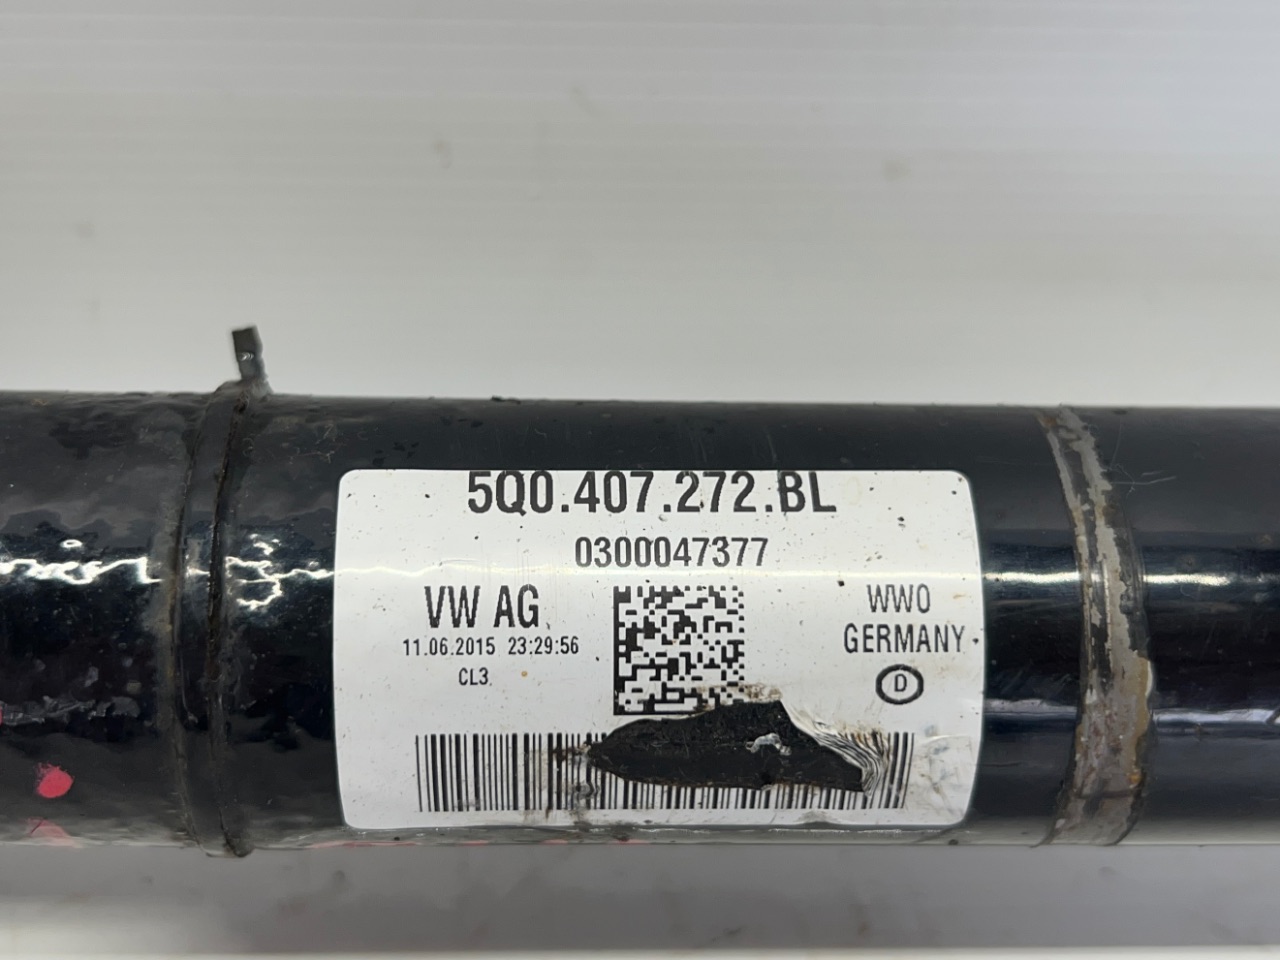 5Q0.407.272.BL
0300047377
VW AG
11.06.2015 23:29:56
CL3
WWO
GERMANY
D